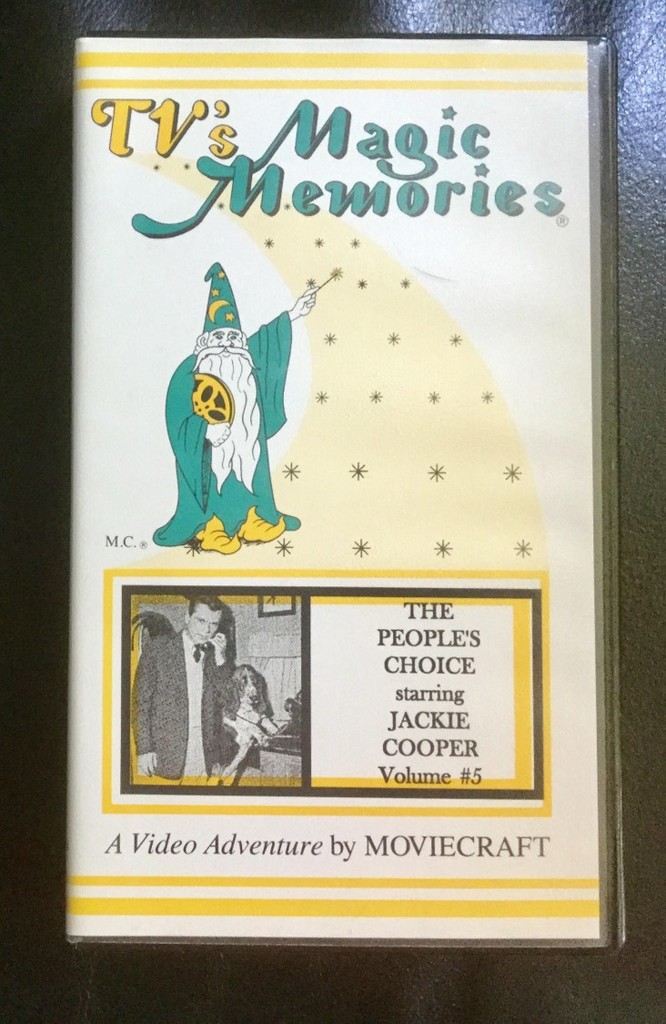 TV's Magic
Memories®
M.C.®
THE
PEOPLE'S
CHOICE
starring
JACKIE
COOPER
Volume #5
A Video Adventure by MOVIECRAFT